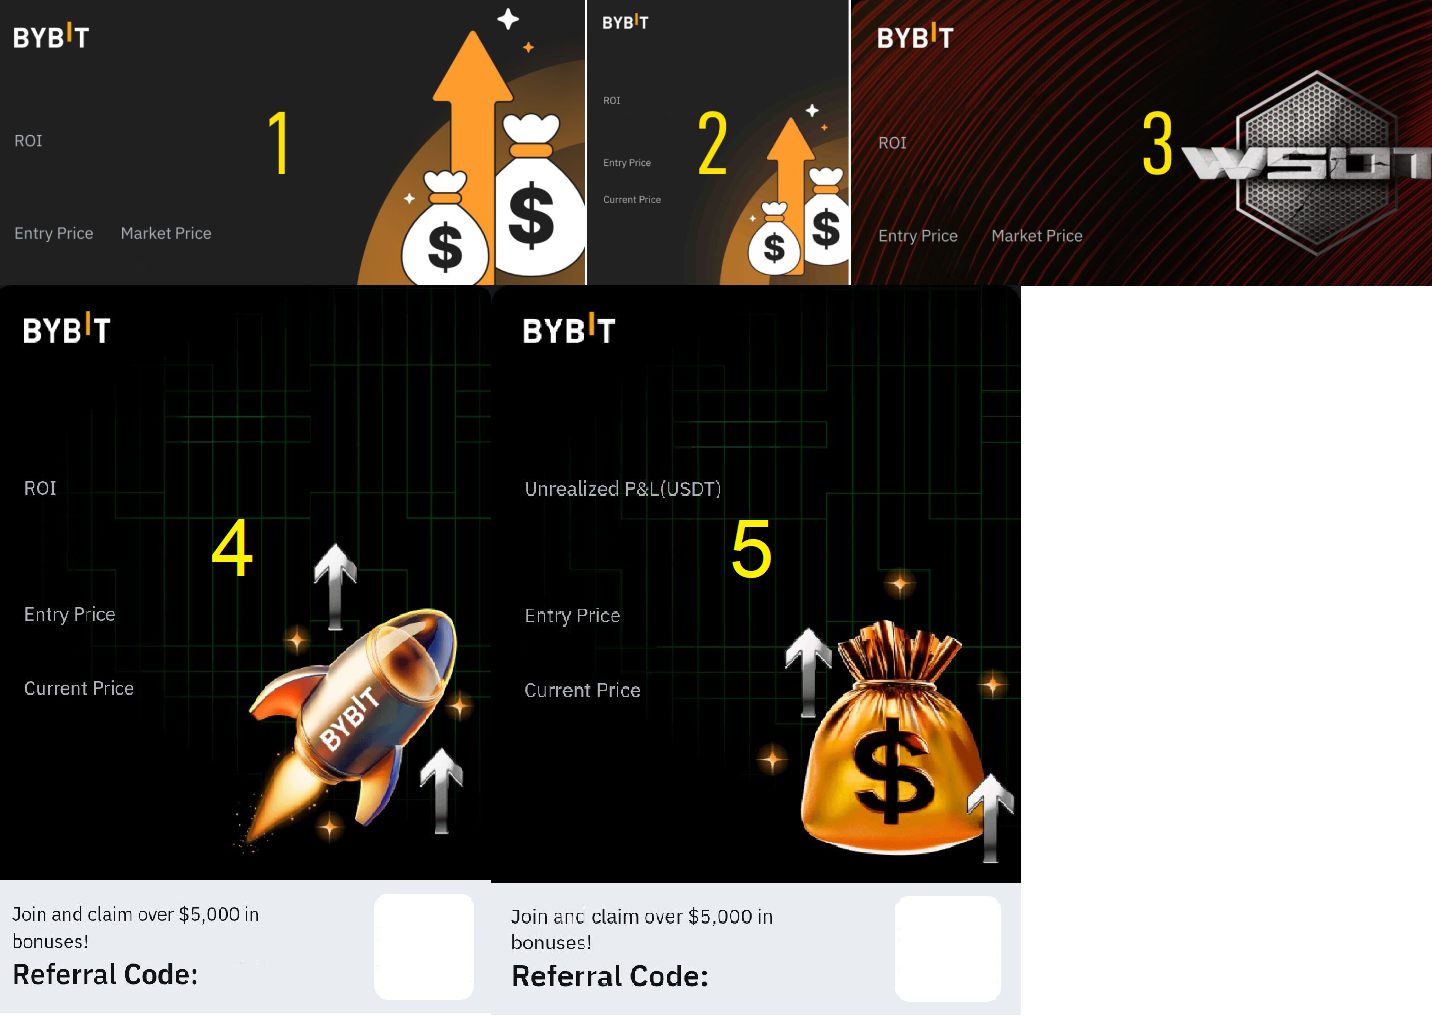 BYBIT
ROI
1
Entry Price Market Price
$ $
BYBIT
ROI
2
Entry Price
Current Price
$ $
BYBIT
ROI
3
WSOT
Entry Price Market Price
BYBIT
ROI
4
Entry Price
Current Price
BYBIT
Join and claim over $5,000 in
bonuses!
Referral Code:
BYBIT
Unrealized P&L(USDT)
5
Entry Price
Current Price
$
Join and claim over $5,000 in
bonuses!
Referral Code: